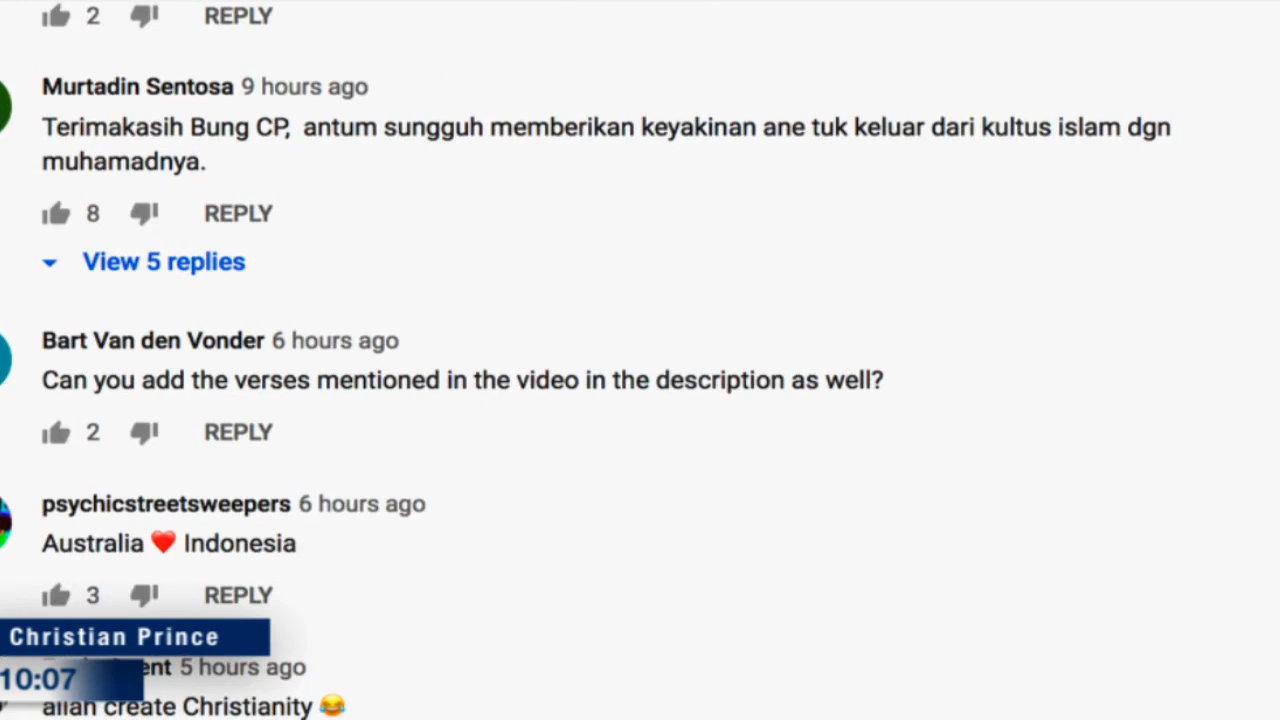 2 REPLY
Murtadin Sentosa 9 hours ago
Terimakasih Bung CP, antum sungguh memberikan keyakinan ane tuk keluar dari kultus islam dgn
muhamadnya.
8 REPLY
View 5 replies
Bart Van den Vonder 6 hours ago
Can you add the verses mentioned in the video in the description as well?
2 REPLY
psychicstreetsweepers 6 hours ago
Australia ❤️ Indonesia
3 REPLY
Christian Prince
5 hours ago
10:07
allah create Christianity 😂